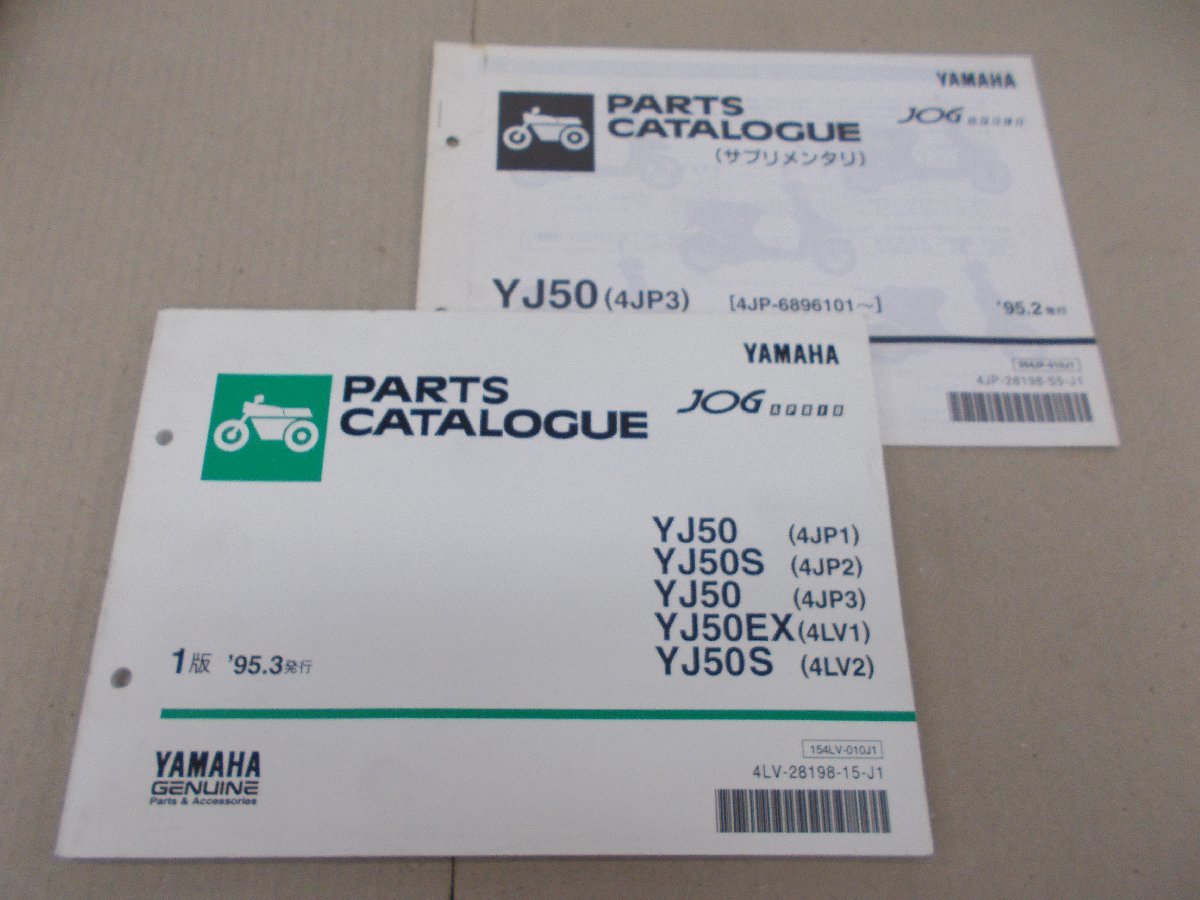 YAMAHA
JOG
PARTS
CATALOGUE
(サプリメンタリ)
YJ50 (4JP3) [4JP-6896101~] '95.2発行
4JP-28198-55-J1
YAMAHA
JOG
PARTS
CATALOGUE
YJ50 (4JP1)
YJ50S (4JP2)
YJ50 (4JP3)
YJ50EX (4LV1)
YJ50S (4LV2)
1版 '95.3発行
YAMAHA
GENUINE
Parts & Accessories
154LV-010J1
4LV-28198-15-J1